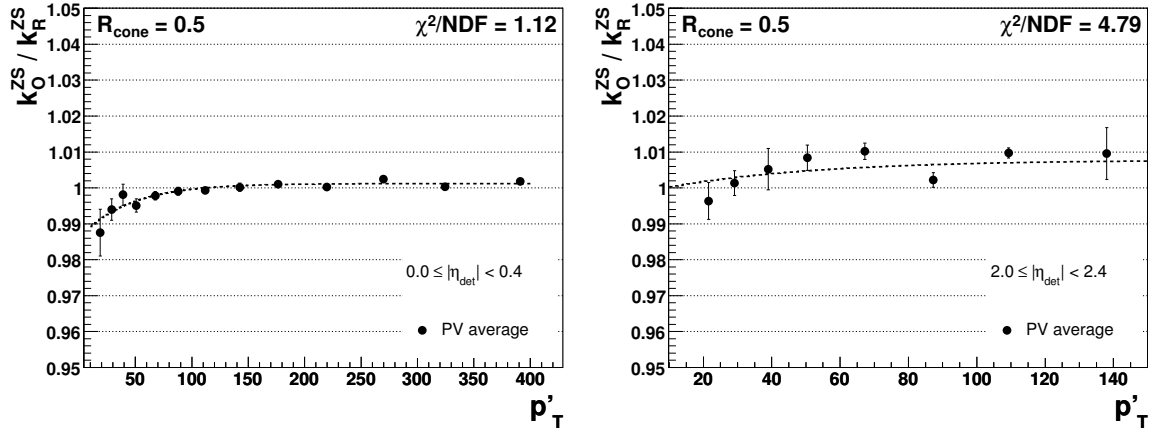 R_cone = 0.5 χ²/NDF = 1.12
k_O^ZS / k_R^ZS
1.05
1.04
1.03
1.02
1.01
1
0.99
0.98
0.97
0.96
0.95
0.0 ≤ |η_det| < 0.4
PV average
50 100 150 200 250 300 350 400
p'_T
R_cone = 0.5 χ²/NDF = 4.79
k_O^ZS / k_R^ZS
1.05
1.04
1.03
1.02
1.01
1
0.99
0.98
0.97
0.96
0.95
2.0 ≤ |η_det| < 2.4
PV average
20 40 60 80 100 120 140
p'_T